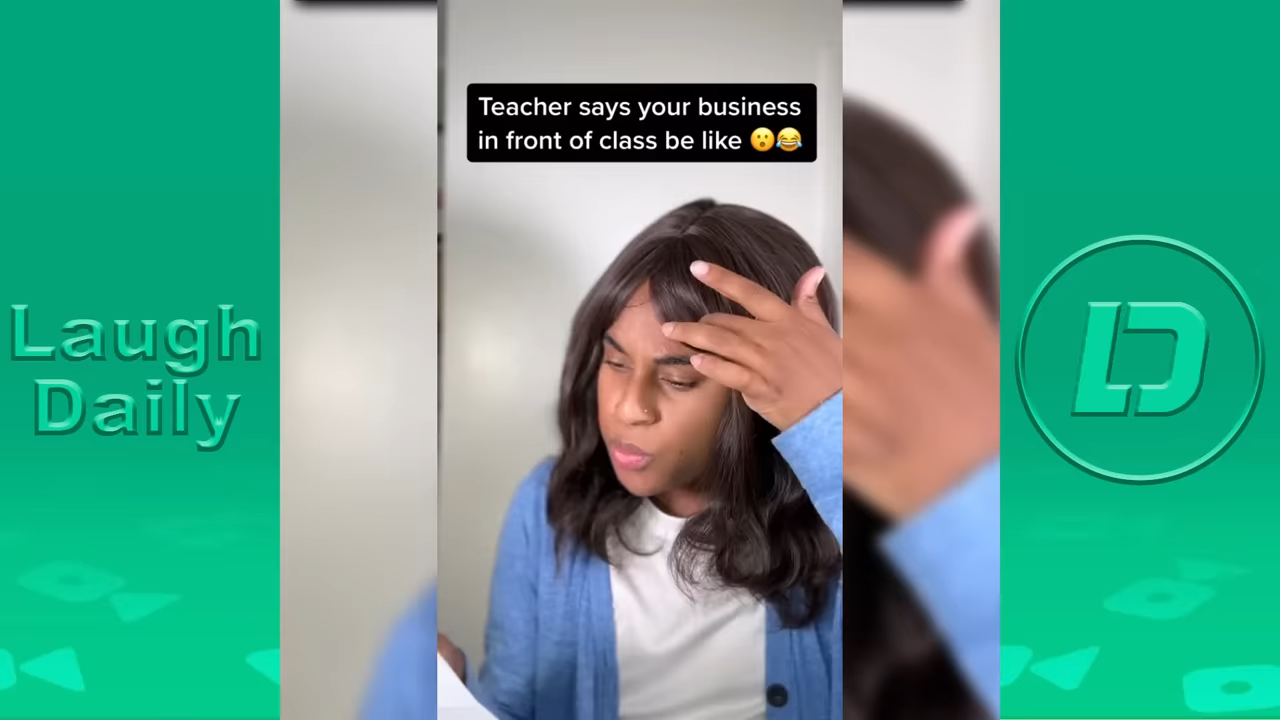 Teacher says your business
in front of class be like 😮😂
Laugh
Daily
LD